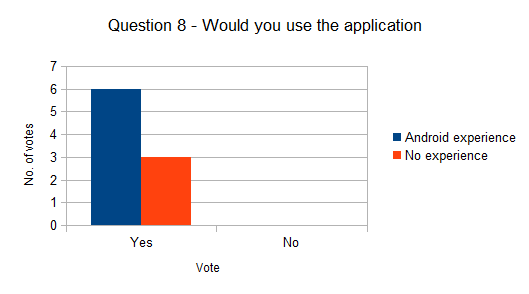 Question 8 - Would you use the application
7
6
5
4
3
2
1
0
No. of votes
Yes
No
Vote
Android experience
No experience